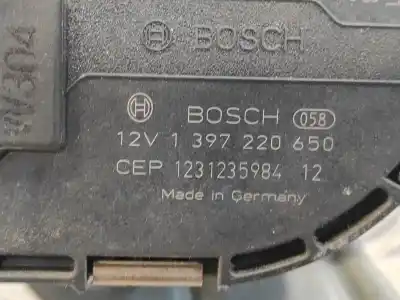 BOSCH
BOSCH 058
12V 1 397 220 650
CEP 1231235984 12
Made in Germany